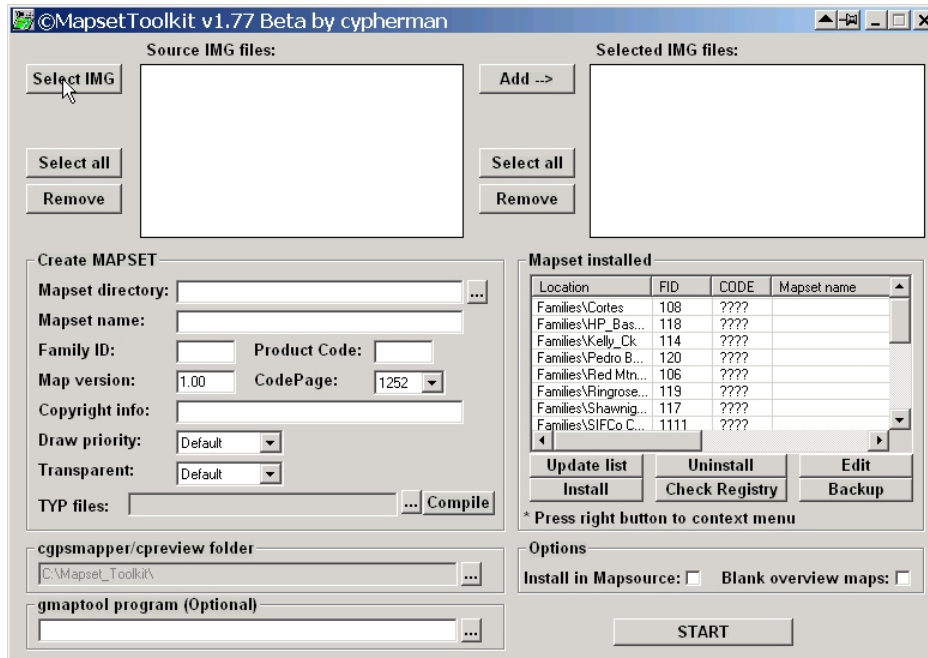 ©MapsetToolkit v1.77 Beta by cypherman
Source IMG files:
Selected IMG files:
Select IMG
Add -->
Select all
Select all
Remove
Remove
Create MAPSET
Mapset directory:
...
Mapset name:
Family ID:
Product Code:
Map version:
1.00
CodePage:
1252
Copyright info:
Draw priority:
Default
Transparent:
Default
TYP files:
...
Compile
cgpsmapper/cpreview folder
C:\Mapset_Toolkit\
...
gmaptool program (Optional)
...
Mapset installed
Location FID CODE Mapset name
Families\Cortes 108 ????
Families\HP_Bas... 118 ????
Families\Kelly_Ck 114 ????
Families\Pedro B... 120 ????
Families\Red Mtn... 106 ????
Families\Ringrose... 119 ????
Families\Shawnig... 117 ????
Families\SIFCo C... 1111 ????
Update list
Uninstall
Edit
Install
Check Registry
Backup
* Press right button to context menu
Options
Install in Mapsource:
Blank overview maps:
START